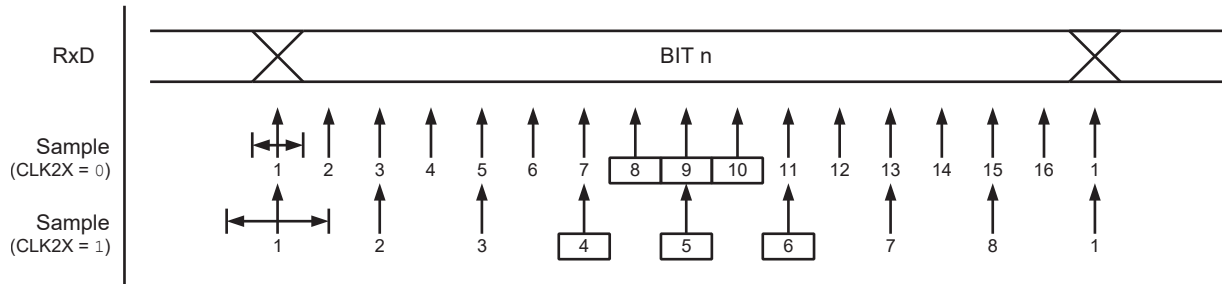 RxD
BIT n
Sample
(CLK2X = 0)
1 2 3 4 5 6 7 8 9 10 11 12 13 14 15 16 1
Sample
(CLK2X = 1)
1 2 3 4 5 6 7 8 1